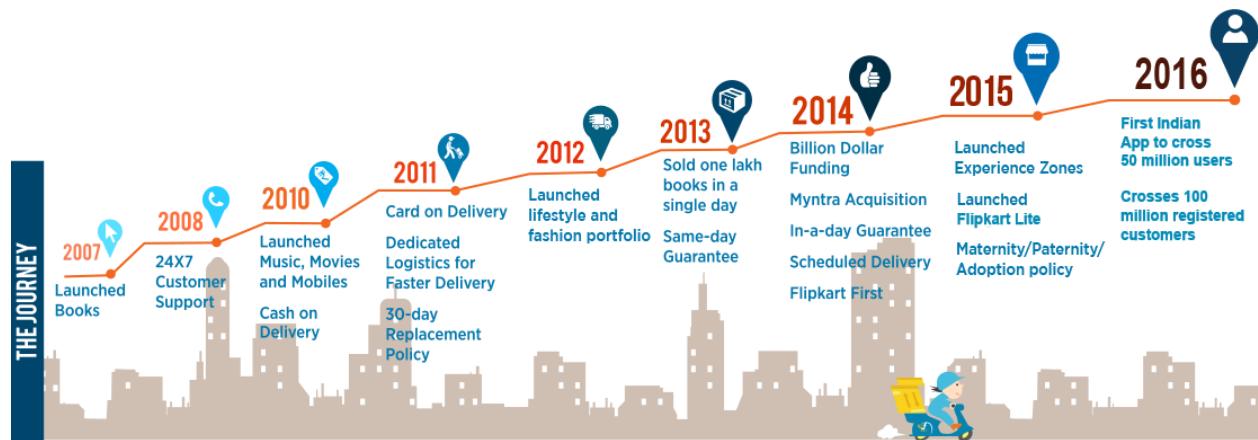 THE JOURNEY
2007
Launched
Books
2008
24X7
Customer
Support
2010
Launched
Music, Movies
and Mobiles
Cash on
Delivery
2011
Card on Delivery
Dedicated
Logistics for
Faster Delivery
30-day
Replacement
Policy
2012
Launched
lifestyle and
fashion portfolio
2013
Sold one lakh
books in a
single day
Same-day
Guarantee
2014
Billion Dollar
Funding
Myntra Acquisition
In-a-day Guarantee
Scheduled Delivery
Flipkart First
2015
Launched
Experience Zones
Launched
Flipkart Lite
Maternity/Paternity/
Adoption policy
2016
First Indian
App to cross
50 million users
Crosses 100
million registered
customers